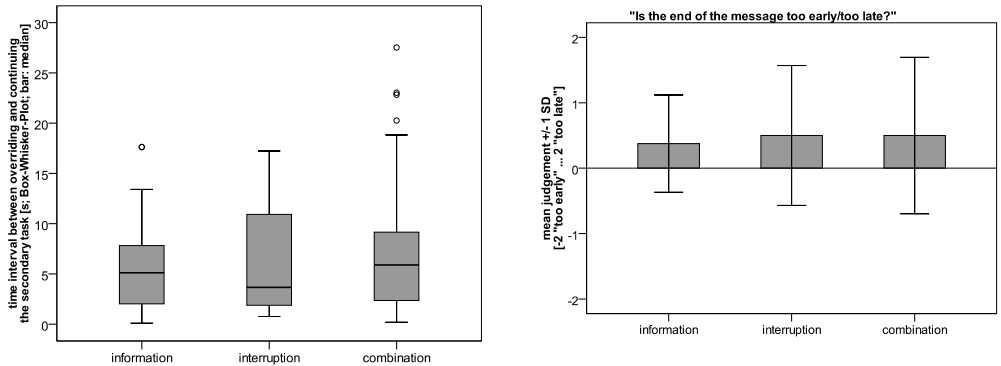 time interval between overriding and continuing
the secondary task [s; Box-Whisker-Plot; bar: median]
30
25
20
15
10
5
0
information interruption combination
"Is the end of the message too early/too late?"
mean judgement +/- 1 SD
[-2 "too early" ... 2 "too late"]
2
1
0
-1
-2
information interruption combination